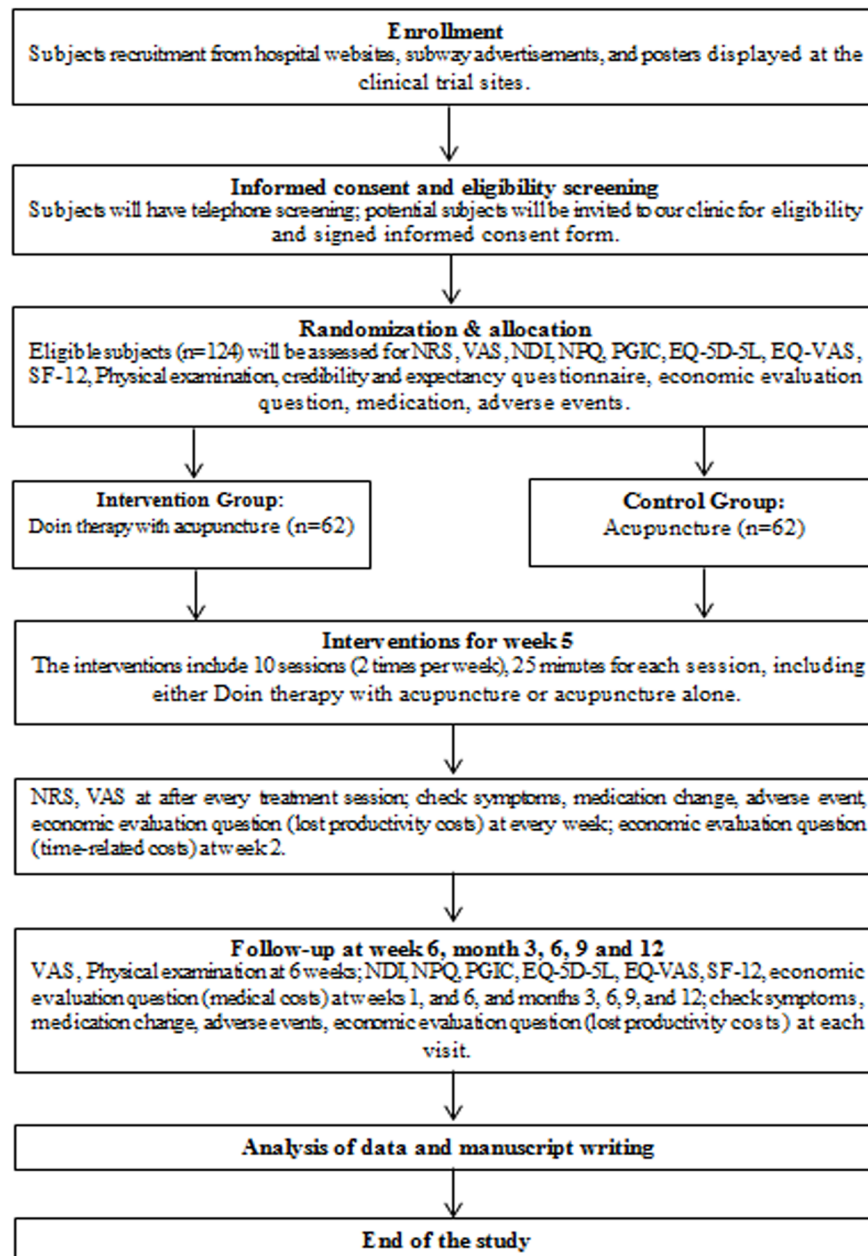 Enrollment
Subjects recruitment from hospital websites, subway advertisements, and posters displayed at the
clinical trial sites.
Informed consent and eligibility screening
Subjects will have telephone screening; potential subjects will be invited to our clinic for eligibility
and signed informed consent form.
Randomization & allocation
Eligible subjects (n=124) will be assessed for NRS, VAS, NDI, NPQ, PGIC, EQ-5D-5L, EQ-VAS,
SF-12, Physical examination, credibility and expectancy questionnaire, economic evaluation
question, medication, adverse events.
Intervention Group:
Doin therapy with acupuncture (n=62)
Control Group:
Acupuncture (n=62)
Interventions for week 5
The interventions include 10 sessions (2 times per week), 25 minutes for each session, including
either Doin therapy with acupuncture or acupuncture alone.
NRS, VAS at after every treatment session; check symptoms, medication change, adverse event,
economic evaluation question (lost productivity costs) at every week; economic evaluation question
(time-related costs) at week 2.
Follow-up at week 6, month 3, 6, 9 and 12
VAS, Physical examination at 6 weeks; NDI, NPQ, PGIC, EQ-5D-5L, EQ-VAS, SF-12, economic
evaluation question (medical costs) at weeks 1, and 6, and months 3, 6, 9, and 12; check symptoms,
medication change, adverse events, economic evaluation question (lost productivity costs) at each
visit.
Analysis of data and manuscript writing
End of the study